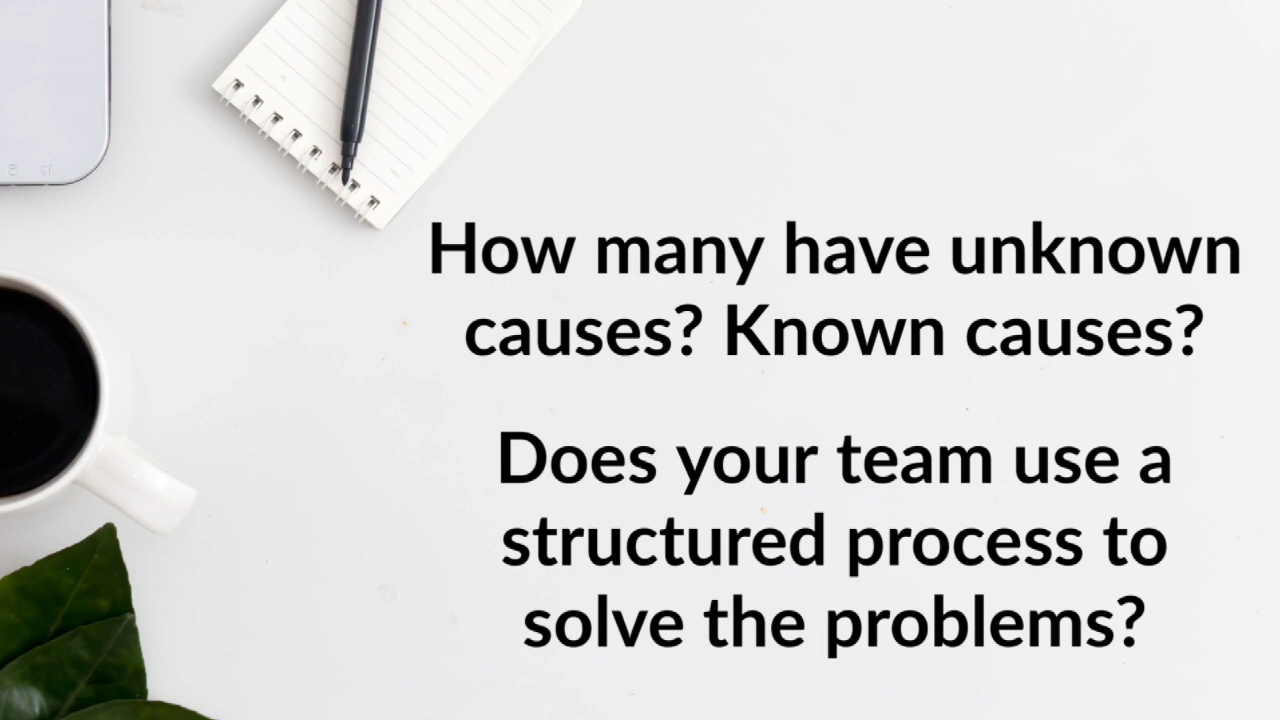 How many have unknown
causes? Known causes?
Does your team use a
structured process to
solve the problems?